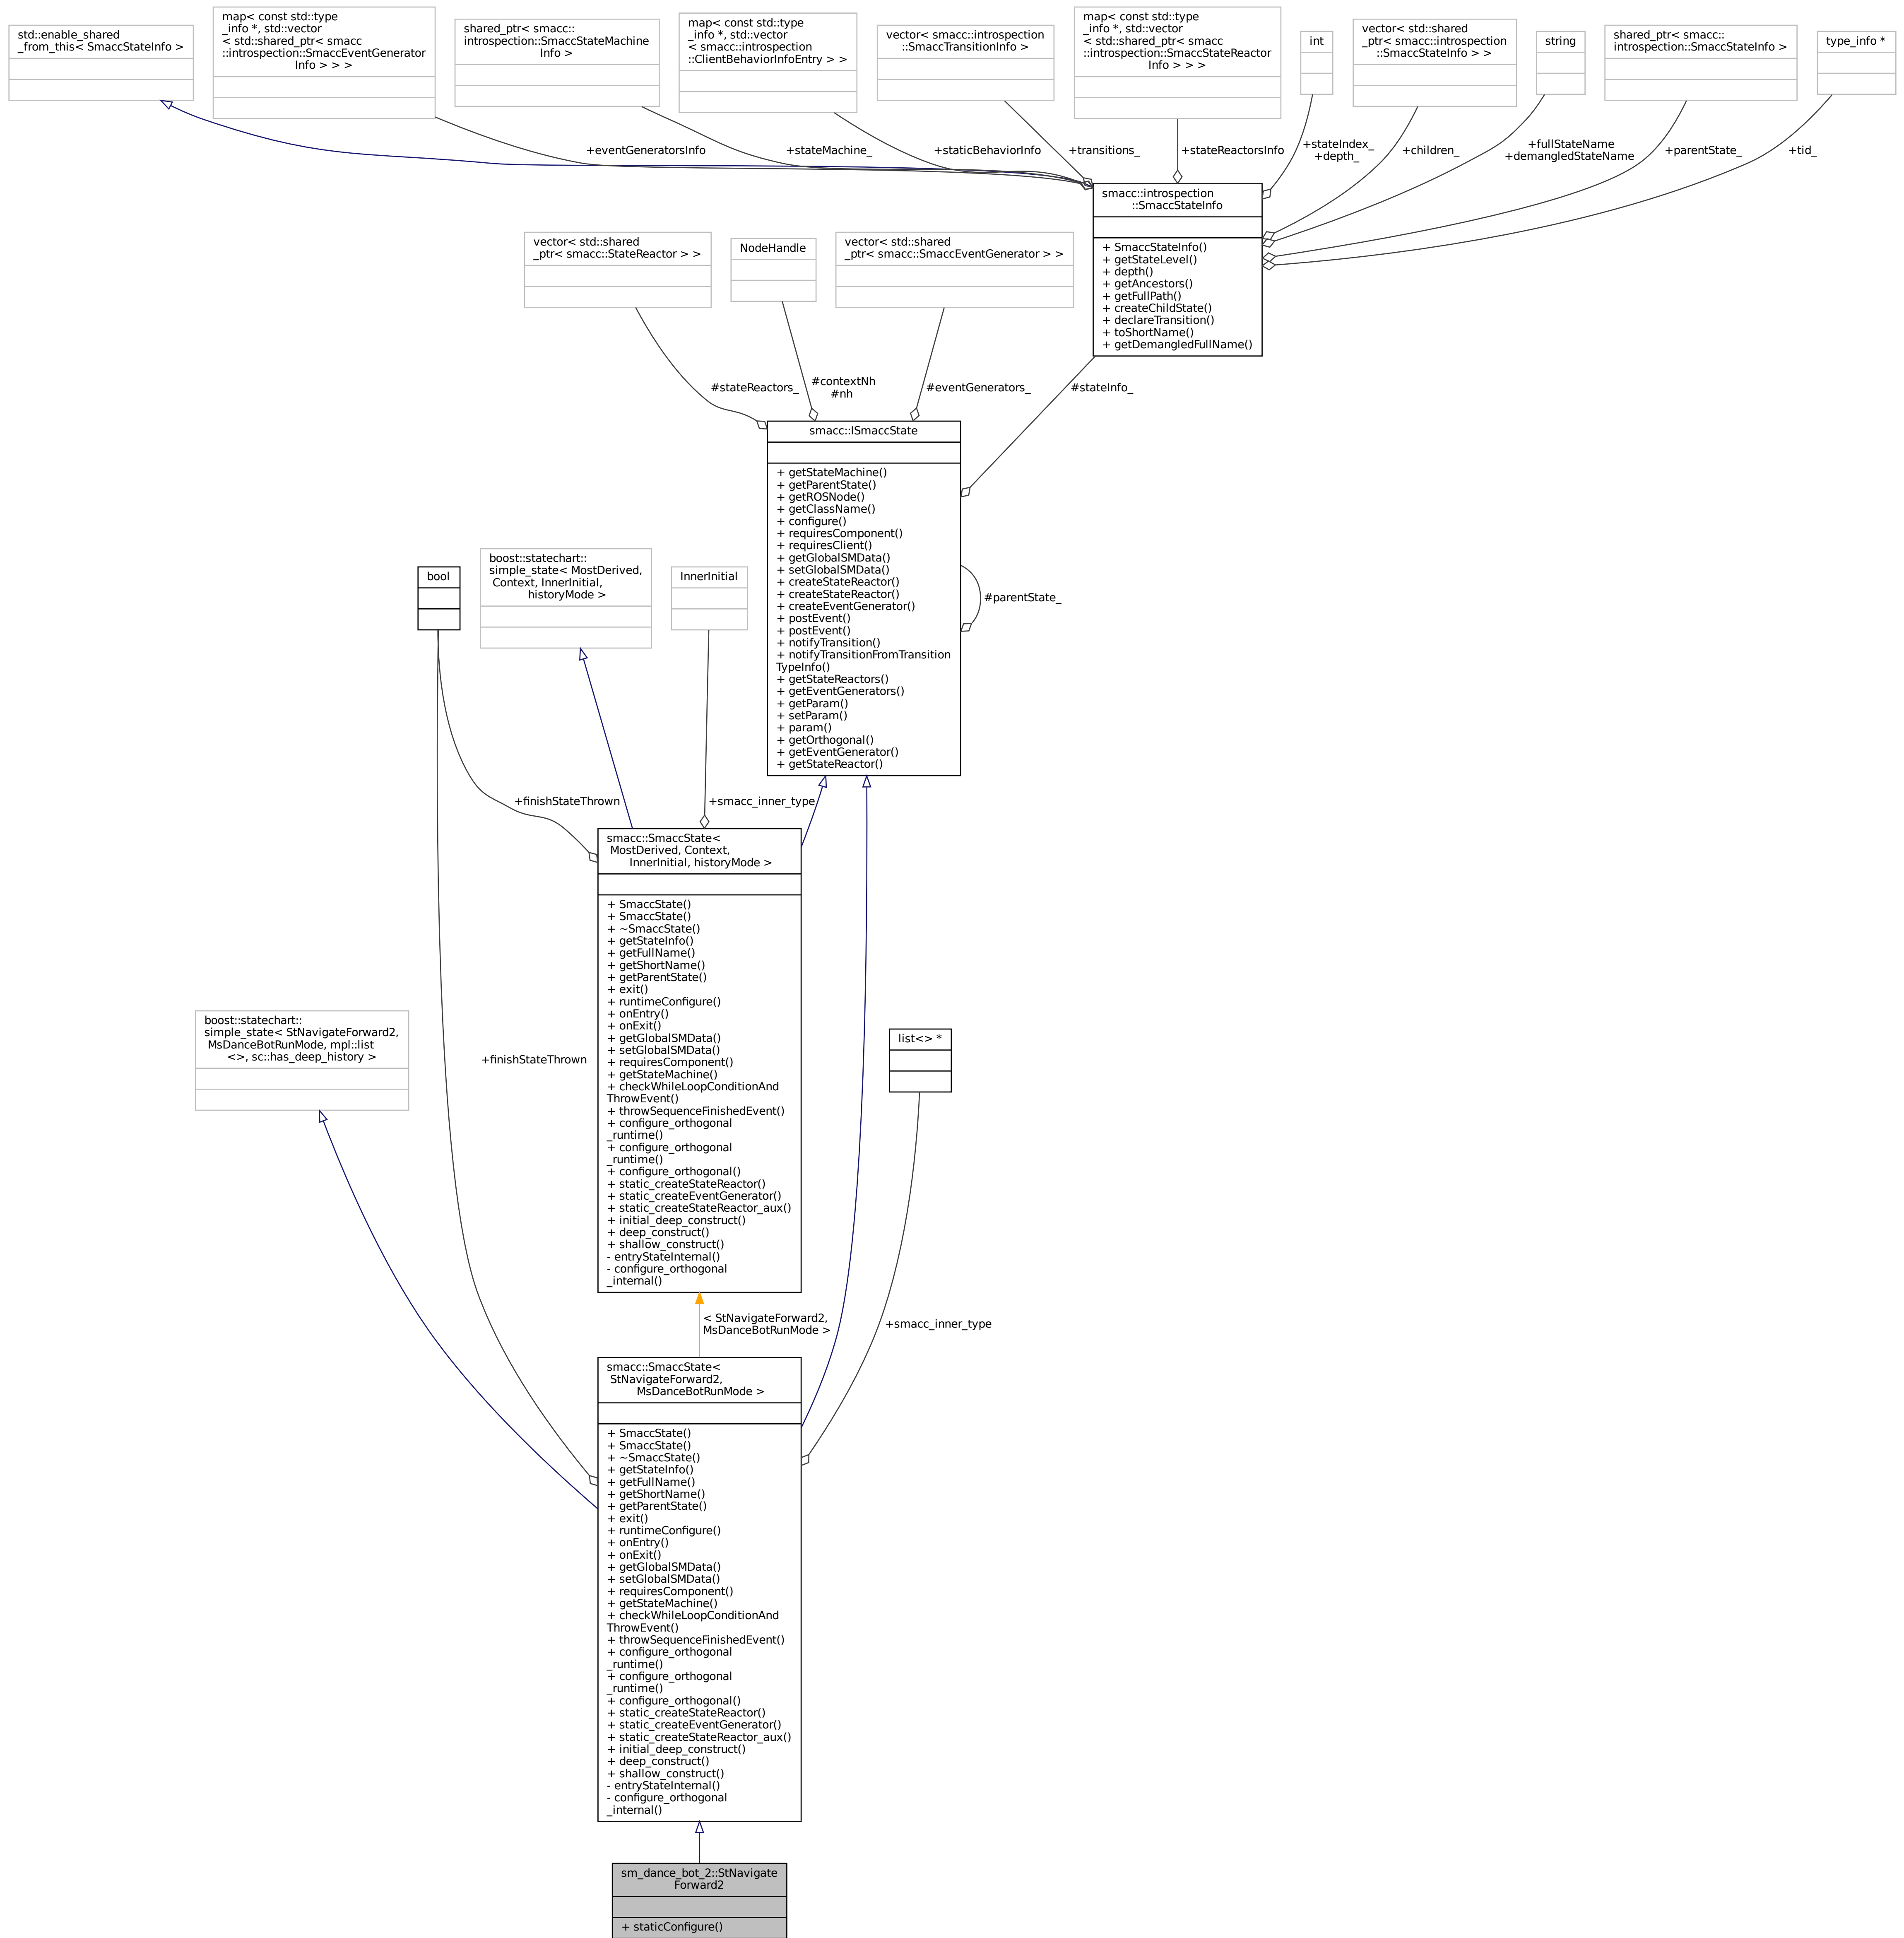 std::enable_shared
_from_this< SmaccStateInfo >
map< const std::type
_info *, std::vector
< std::shared_ptr< smacc
::introspection::SmaccEventGenerator
Info > > >
shared_ptr< smacc::
introspection::SmaccStateMachine
Info >
map< const std::type
_info *, std::vector
< smacc::introspection
::ClientBehaviorInfoEntry > >
vector< smacc::introspection
::SmaccTransitionInfo >
map< const std::type
_info *, std::vector
< std::shared_ptr< smacc
::introspection::SmaccStateReactor
Info > > >
int
vector< std::shared
_ptr< smacc::introspection
::SmaccStateInfo > >
string
shared_ptr< smacc::
introspection::SmaccStateInfo >
type_info *
+eventGeneratorsInfo
+stateMachine_
+staticBehaviorInfo
+transitions_
+stateReactorsInfo
+stateIndex_
+depth_
+children_
+fullStateName
+demangledStateName
+parentState_
+tid_
smacc::introspection
::SmaccStateInfo
+ SmaccStateInfo()
+ getStateLevel()
+ depth()
+ getAncestors()
+ getFullPath()
+ createChildState()
+ declareTransition()
+ toShortName()
+ getDemangledFullName()
vector< std::shared
_ptr< smacc::StateReactor > >
NodeHandle
vector< std::shared
_ptr< smacc::SmaccEventGenerator > >
#stateReactors_
#contextNh
#nh
#eventGenerators_
#stateInfo_
smacc::ISmaccState
+ getStateMachine()
+ getParentState()
+ getROSNode()
+ getClassName()
+ configure()
+ requiresComponent()
+ requiresClient()
+ getGlobalSMData()
+ setGlobalSMData()
+ createStateReactor()
+ createStateReactor()
+ createEventGenerator()
+ postEvent()
+ postEvent()
+ notifyTransition()
+ notifyTransitionFromTransition
TypeInfo()
+ getStateReactors()
+ getEventGenerators()
+ getParam()
+ setParam()
+ param()
+ getOrthogonal()
+ getEventGenerator()
+ getStateReactor()
#parentState_
bool
boost::statechart::
simple_state< MostDerived,
Context, InnerInitial,
historyMode >
InnerInitial
+finishStateThrown
+smacc_inner_type
smacc::SmaccState<
MostDerived, Context,
InnerInitial, historyMode >
+ SmaccState()
+ SmaccState()
+ ~SmaccState()
+ getStateInfo()
+ getFullName()
+ getShortName()
+ getParentState()
+ exit()
+ runtimeConfigure()
+ onEntry()
+ onExit()
+ getGlobalSMData()
+ setGlobalSMData()
+ requiresComponent()
+ getStateMachine()
+ checkWhileLoopConditionAnd
ThrowEvent()
+ throwSequenceFinishedEvent()
+ configure_orthogonal
_runtime()
+ configure_orthogonal
_runtime()
+ configure_orthogonal()
+ static_createStateReactor()
+ static_createEventGenerator()
+ static_createStateReactor_aux()
+ initial_deep_construct()
+ deep_construct()
+ shallow_construct()
- entryStateInternal()
- configure_orthogonal
_internal()
boost::statechart::
simple_state< StNavigateForward2,
MsDanceBotRunMode, mpl::list
<>, sc::has_deep_history >
+finishStateThrown
list<> *
< StNavigateForward2,
MsDanceBotRunMode >
+smacc_inner_type
smacc::SmaccState<
StNavigateForward2,
MsDanceBotRunMode >
+ SmaccState()
+ SmaccState()
+ ~SmaccState()
+ getStateInfo()
+ getFullName()
+ getShortName()
+ getParentState()
+ exit()
+ runtimeConfigure()
+ onEntry()
+ onExit()
+ getGlobalSMData()
+ setGlobalSMData()
+ requiresComponent()
+ getStateMachine()
+ checkWhileLoopConditionAnd
ThrowEvent()
+ throwSequenceFinishedEvent()
+ configure_orthogonal
_runtime()
+ configure_orthogonal
_runtime()
+ configure_orthogonal()
+ static_createStateReactor()
+ static_createEventGenerator()
+ static_createStateReactor_aux()
+ initial_deep_construct()
+ deep_construct()
+ shallow_construct()
- entryStateInternal()
- configure_orthogonal
_internal()
sm_dance_bot_2::StNavigate
Forward2
+ staticConfigure()